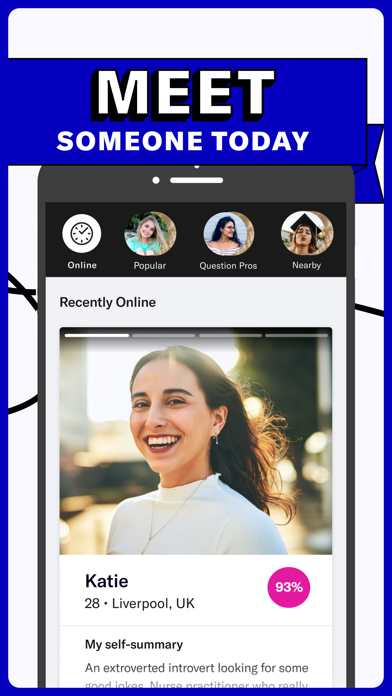 MEET
SOMEONE TODAY
Online Popular Question Pros Nearby
Recently Online
Katie
93%
28 • Liverpool, UK
My self-summary
An extroverted introvert looking for some
good jokes. Nurse practitioner who really